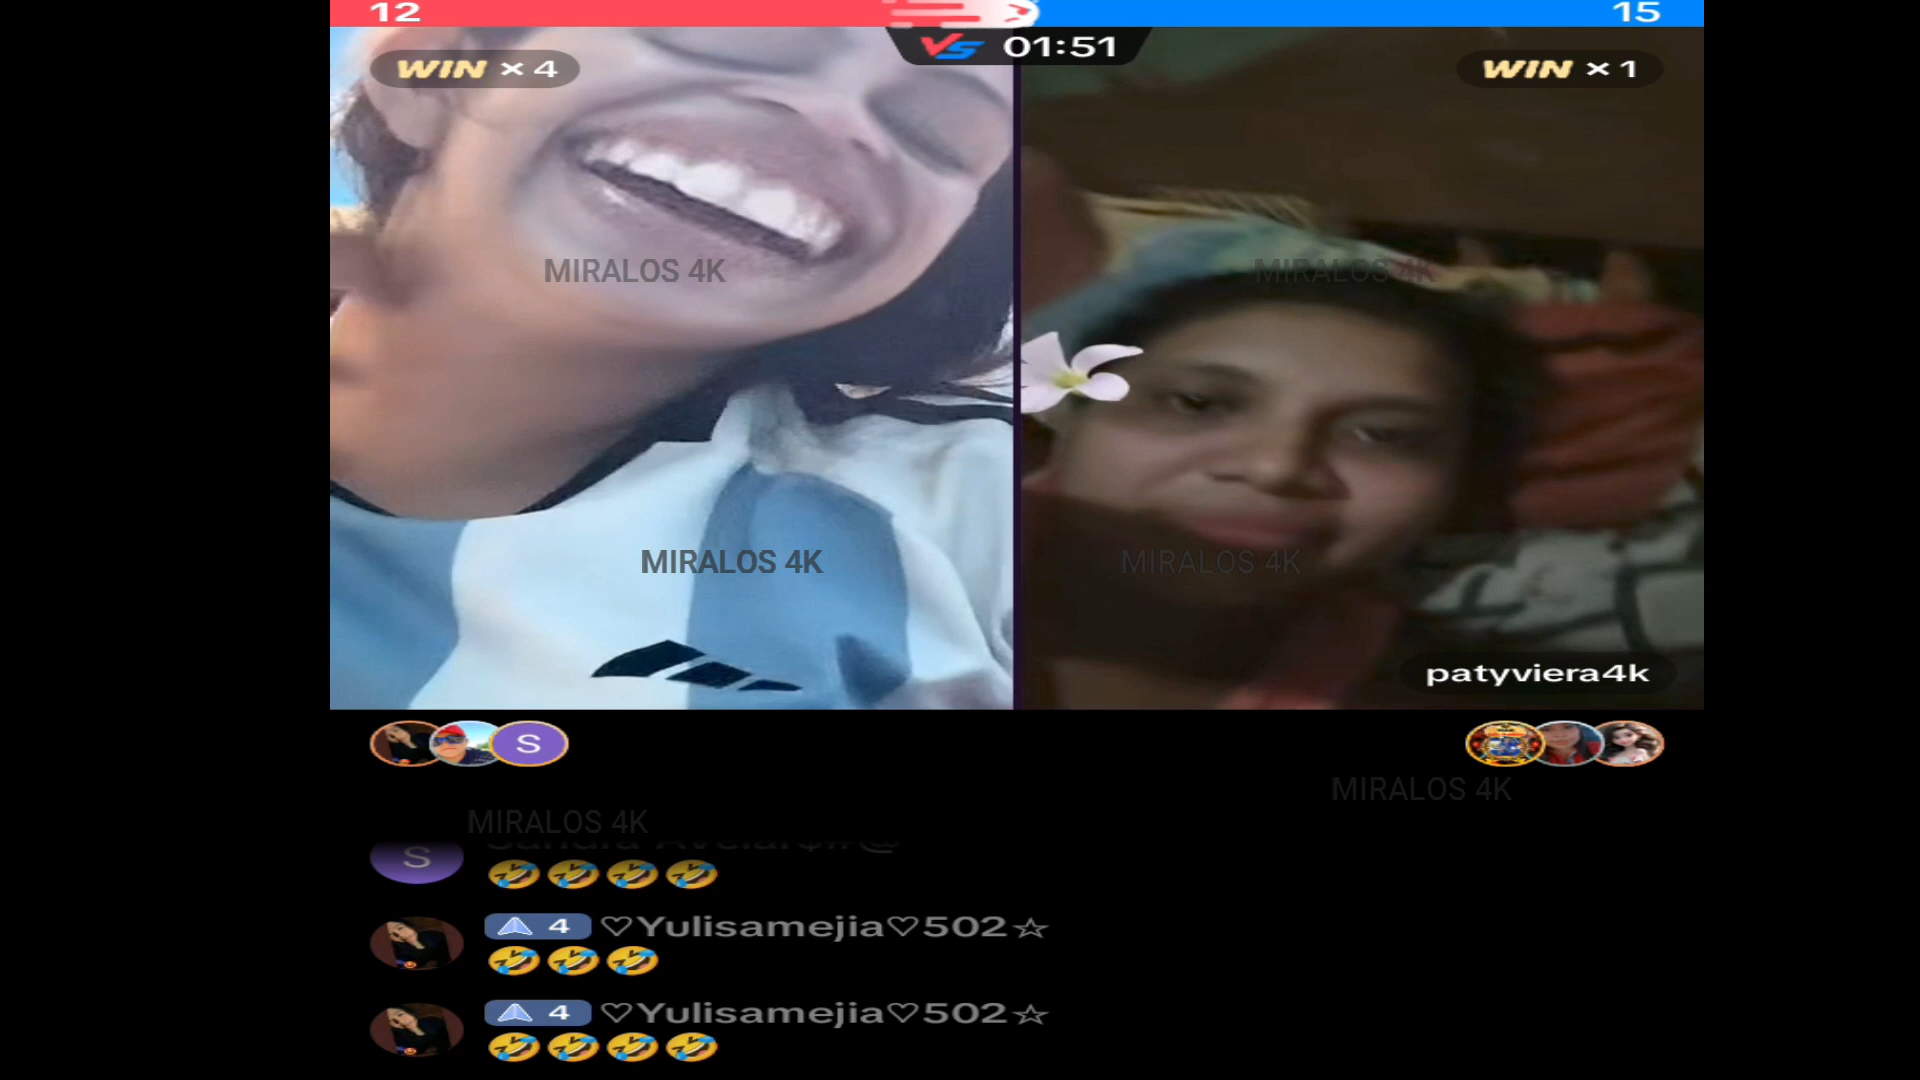 12
15
VS 01:51
WIN × 4
WIN × 1
MIRALOS 4K
MIRALOS 4K
MIRALOS 4K
MIRALOS 4K
patyviera4k
S
MIRALOS 4K
MIRALOS 4K
S
🤣🤣🤣🤣
4 ♡Yulisamejia♡502☆
🤣🤣🤣
4 ♡Yulisamejia♡502☆
🤣🤣🤣🤣